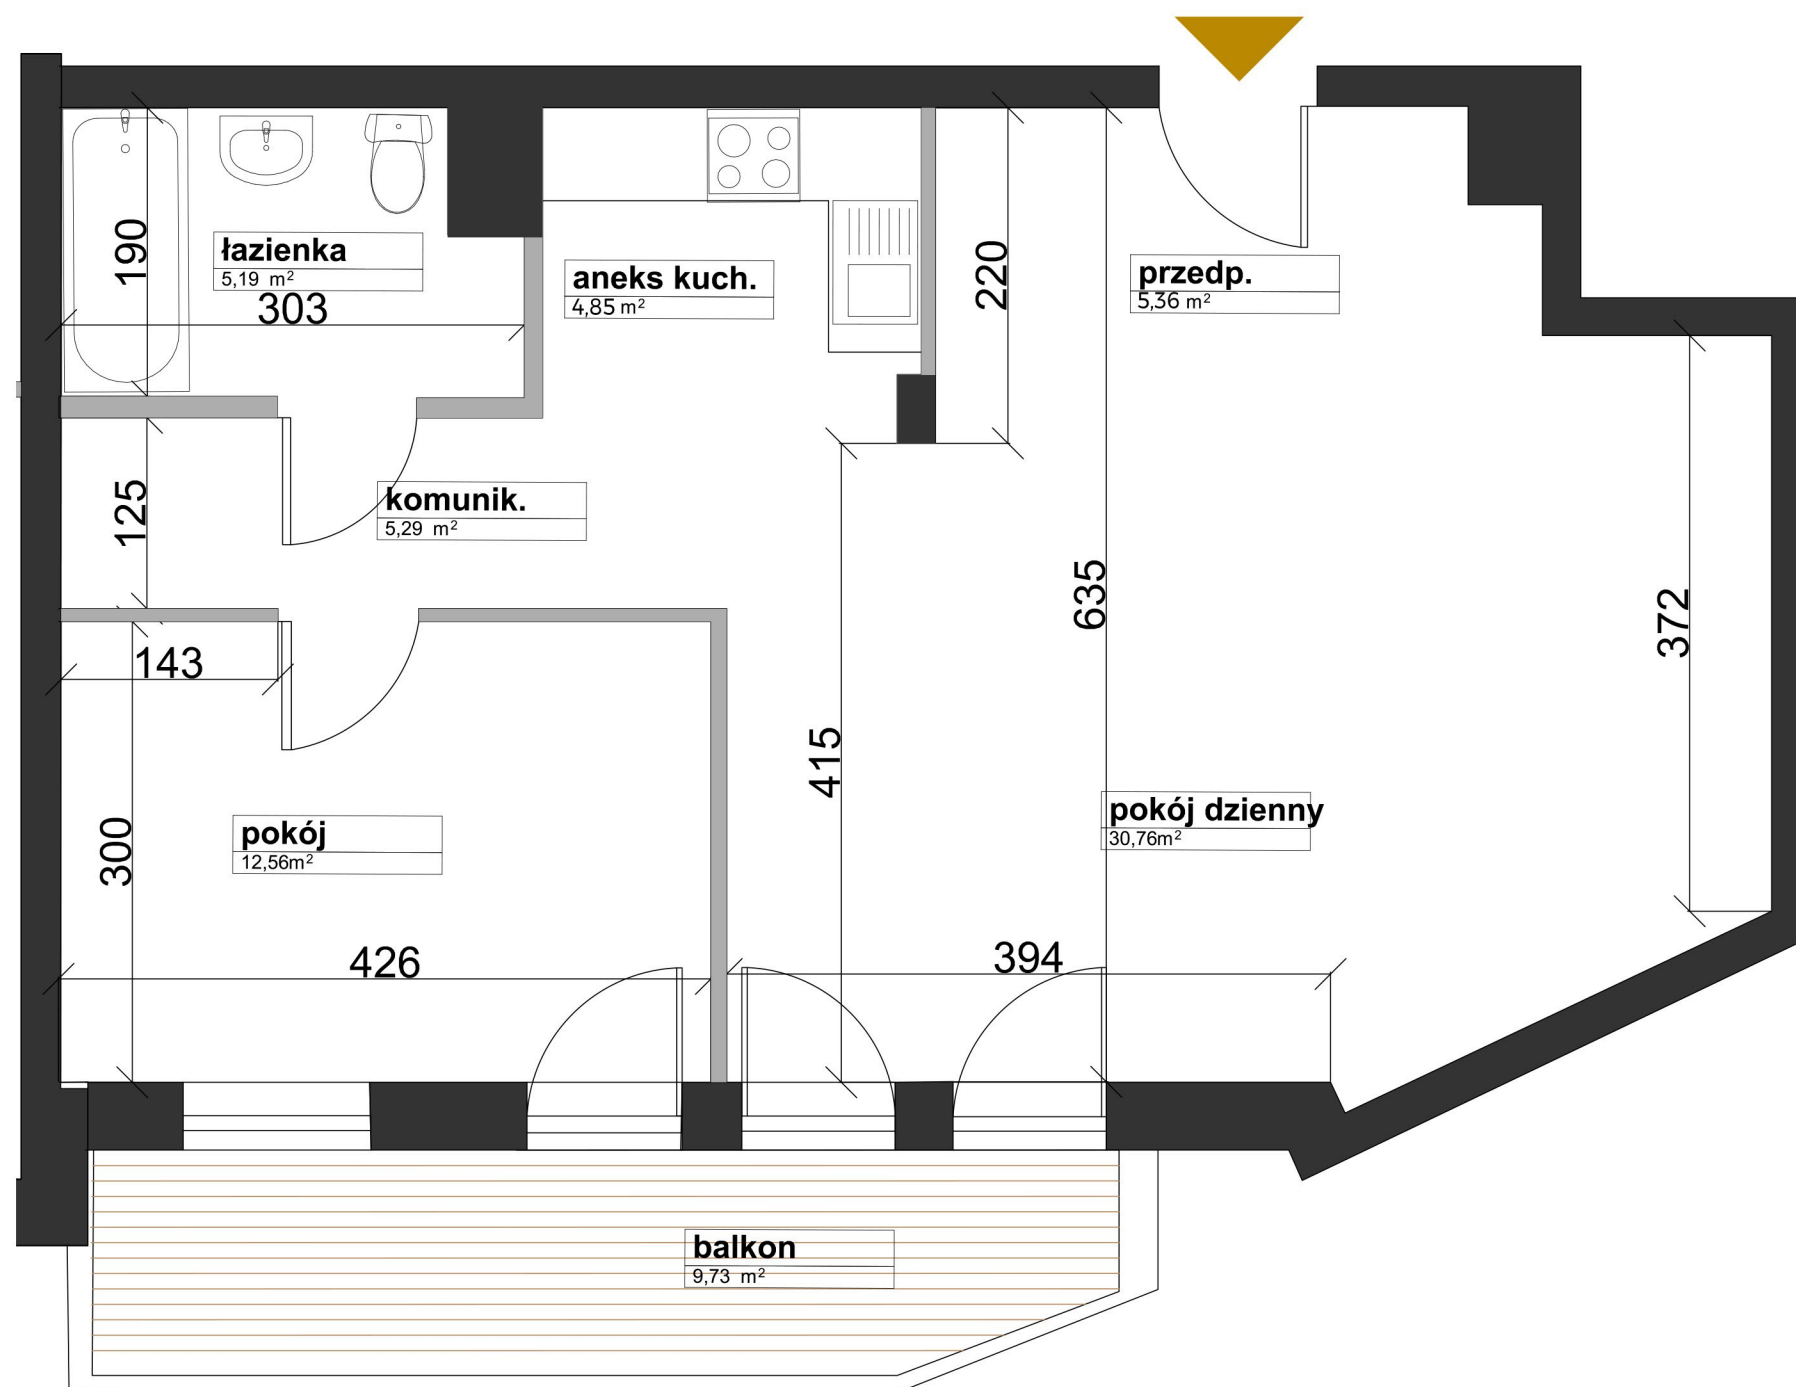 190
łazienka
5,19 m²
303
aneks kuch.
4,85 m²
220
przedp.
5,36 m²
125
komunik.
5,29 m²
635
372
143
415
300
pokój
12,56m²
pokój dzienny
30,76m²
426
394
balkon
9,73 m²